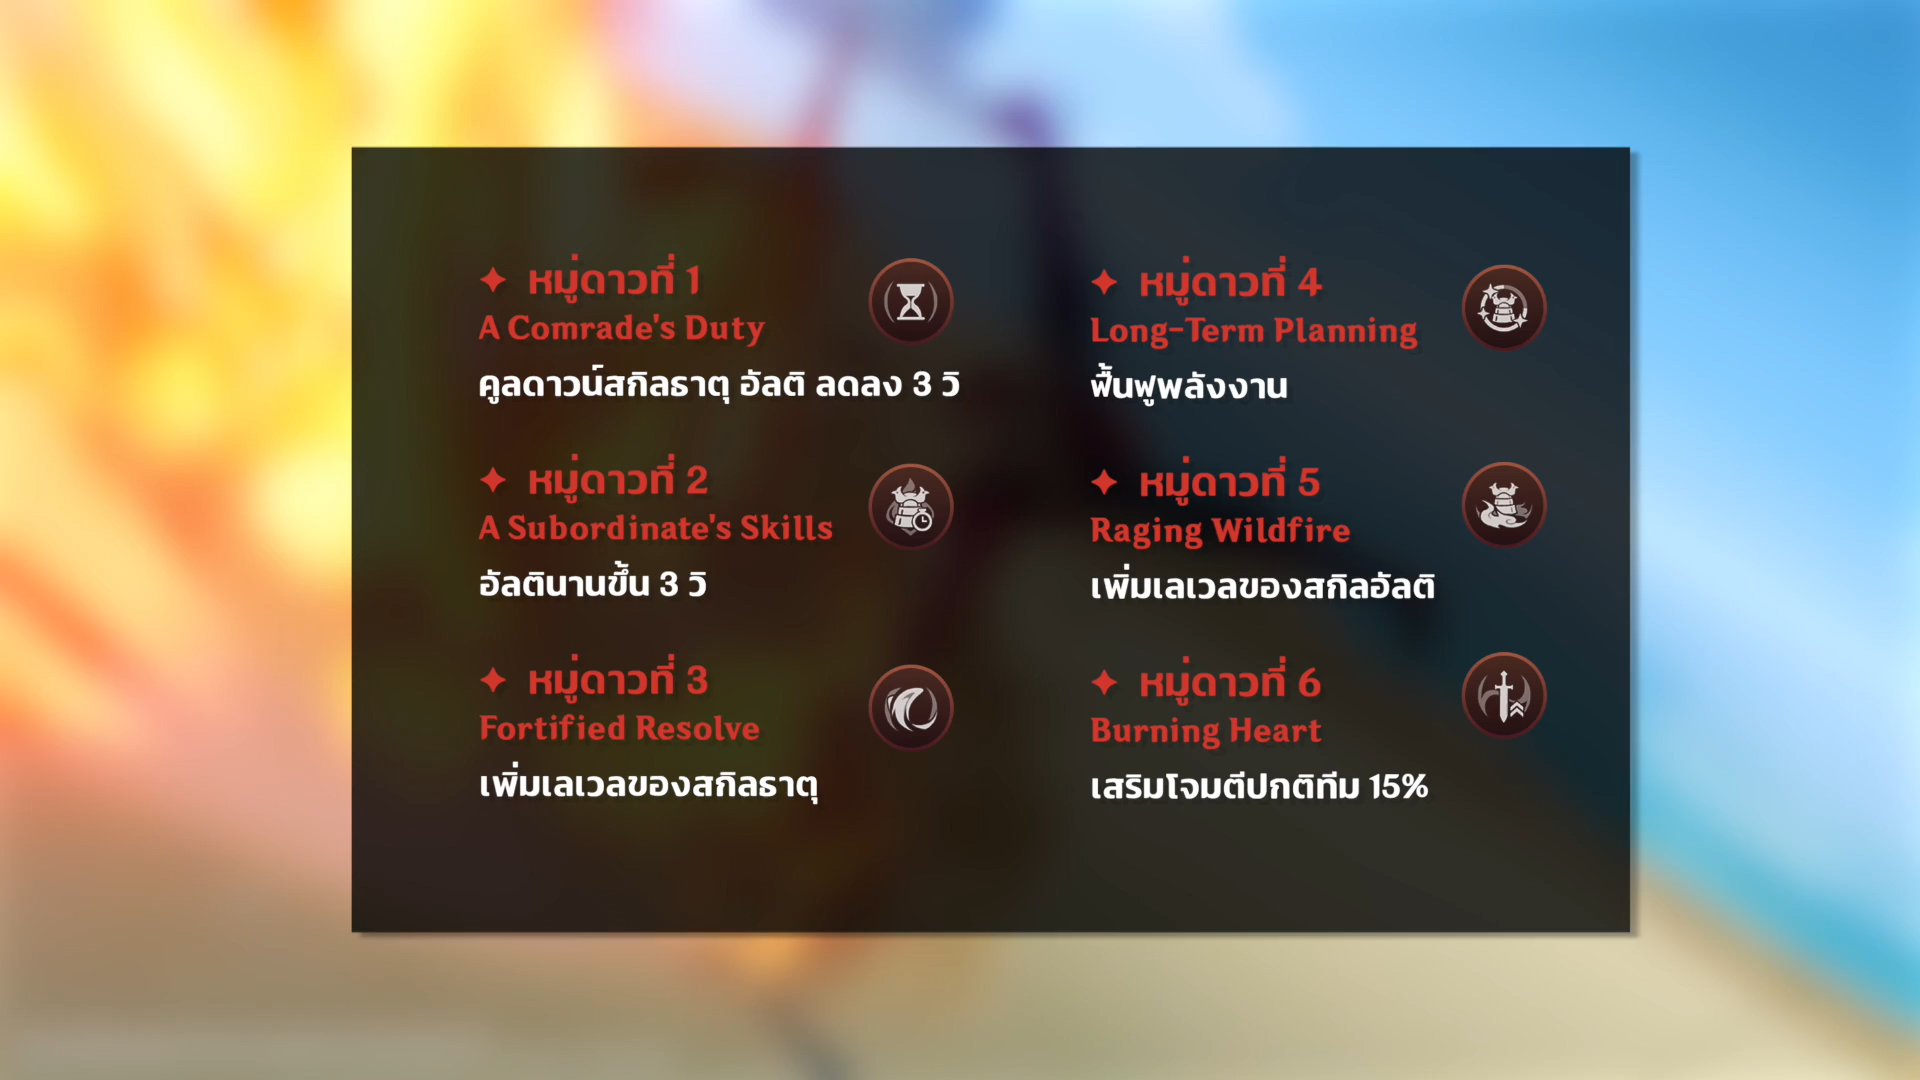 ✦ หมู่ดาวที่ 1
A Comrade's Duty
คูลดาวน์สกิลธาตุ อัลติ ลดลง 3 วิ
✦ หมู่ดาวที่ 2
A Subordinate's Skills
อัลตินานขึ้น 3 วิ
✦ หมู่ดาวที่ 3
Fortified Resolve
เพิ่มเลเวลของสกิลธาตุ
✦ หมู่ดาวที่ 4
Long-Term Planning
ฟื้นฟูพลังงาน
✦ หมู่ดาวที่ 5
Raging Wildfire
เพิ่มเลเวลของสกิลอัลติ
✦ หมู่ดาวที่ 6
Burning Heart
เสริมโจมตีปกติทีม 15%